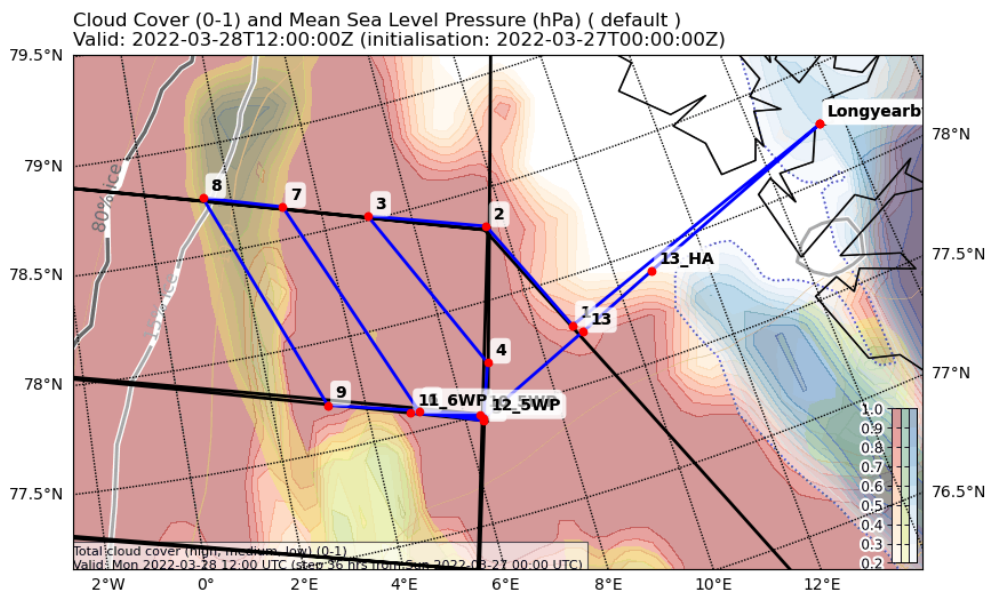 Cloud Cover (0-1) and Mean Sea Level Pressure (hPa) ( default )
Valid: 2022-03-28T12:00:00Z (initialisation: 2022-03-27T00:00:00Z)
79.5°N
79°N
78.5°N
78°N
77.5°N
78°N
77.5°N
77°N
76.5°N
Longyearb
80% ice
8
7
3
2
13_HA
1
13
4
9
11_6WP
12_5WP
1.0
0.9
0.8
0.7
0.6
0.5
0.4
0.3
0.2
Total cloud cover (high, medium, low) (0-1)
Valid: Mon 2022-03-28 12:00 UTC (step 36 hrs from Sun 2022-03-27 00:00 UTC)
2°W
0°
2°E
4°E
6°E
8°E
10°E
12°E